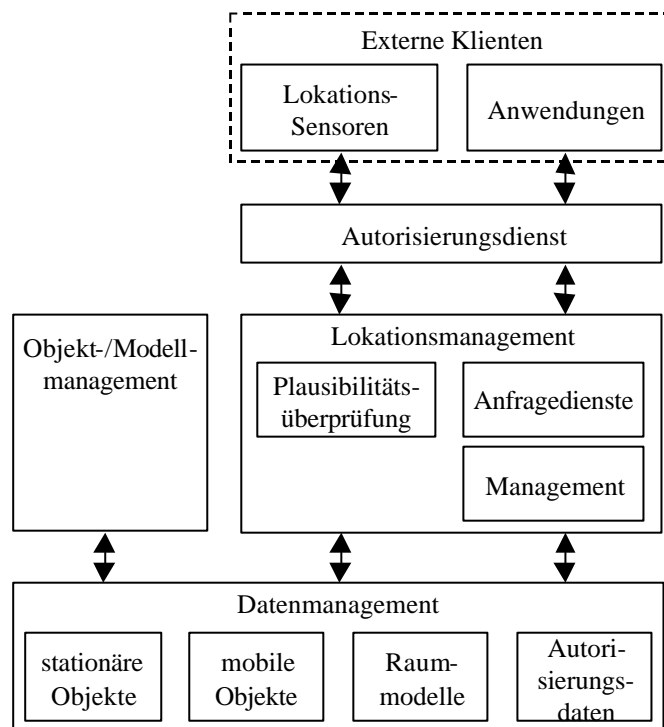 Externe Klienten
Lokations-
Sensoren
Anwendungen
Autorisierungsdienst
Objekt-/Modell-
management
Lokationsmanagement
Plausibilitäts-
überprüfung
Anfragedienste
Management
Datenmanagement
stationäre
Objekte
mobile
Objekte
Raum-
modelle
Autori-
sierungs-
daten